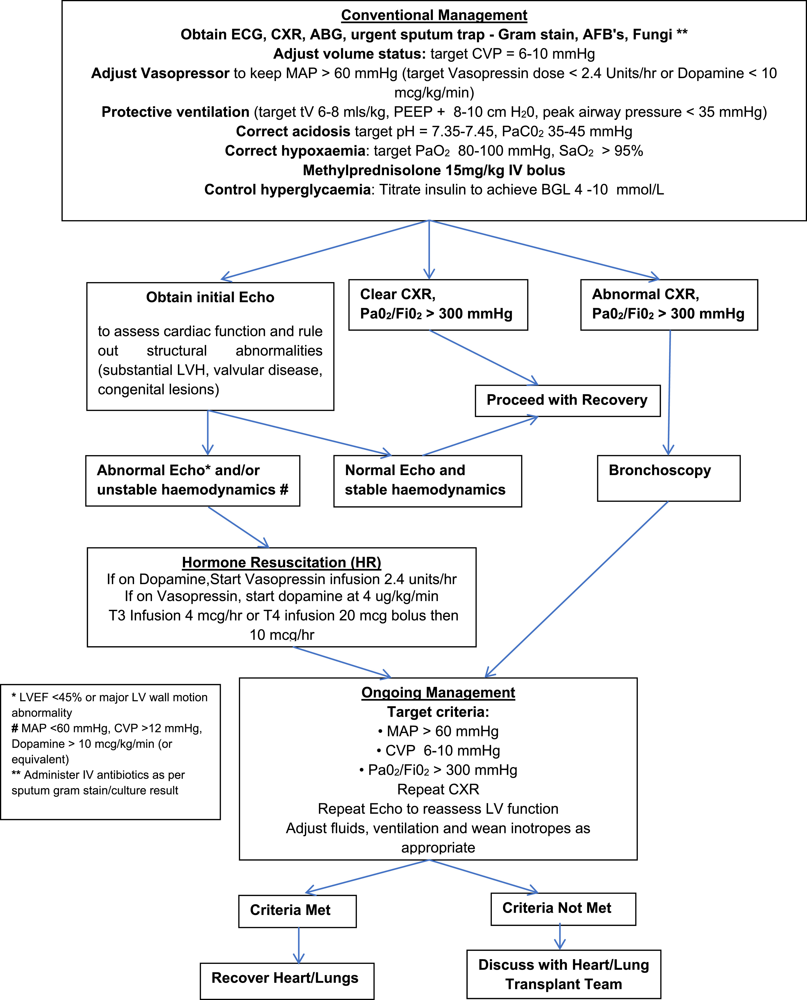 Conventional Management
Obtain ECG, CXR, ABG, urgent sputum trap - Gram stain, AFB's, Fungi **
Adjust volume status: target CVP = 6-10 mmHg
Adjust Vasopressor to keep MAP > 60 mmHg (target Vasopressin dose < 2.4 Units/hr or Dopamine < 10
mcg/kg/min)
Protective ventilation (target tV 6-8 mls/kg, PEEP + 8-10 cm H₂0, peak airway pressure < 35 mmHg)
Correct acidosis target pH = 7.35-7.45, PaC0₂ 35-45 mmHg
Correct hypoxaemia: target PaO₂ 80-100 mmHg, SaO₂ > 95%
Methylprednisolone 15mg/kg IV bolus
Control hyperglycaemia: Titrate insulin to achieve BGL 4 -10 mmol/L
Obtain initial Echo
to assess cardiac function and rule
out structural abnormalities
(substantial LVH, valvular disease,
congenital lesions)
Clear CXR,
Pa0₂/Fi0₂ > 300 mmHg
Abnormal CXR,
Pa0₂/Fi0₂ > 300 mmHg
Proceed with Recovery
Abnormal Echo* and/or
unstable haemodynamics #
Normal Echo and
stable haemodynamics
Bronchoscopy
Hormone Resuscitation (HR)
If on Dopamine,Start Vasopressin infusion 2.4 units/hr
If on Vasopressin, start dopamine at 4 ug/kg/min
T3 Infusion 4 mcg/hr or T4 infusion 20 mcg bolus then
10 mcg/hr
* LVEF <45% or major LV wall motion
abnormality
# MAP <60 mmHg, CVP >12 mmHg,
Dopamine > 10 mcg/kg/min (or
equivalent)
** Administer IV antibiotics as per
sputum gram stain/culture result
Ongoing Management
Target criteria:
• MAP > 60 mmHg
• CVP 6-10 mmHg
• Pa0₂/Fi0₂ > 300 mmHg
Repeat CXR
Repeat Echo to reassess LV function
Adjust fluids, ventilation and wean inotropes as
appropriate
Criteria Met
Criteria Not Met
Recover Heart/Lungs
Discuss with Heart/Lung
Transplant Team